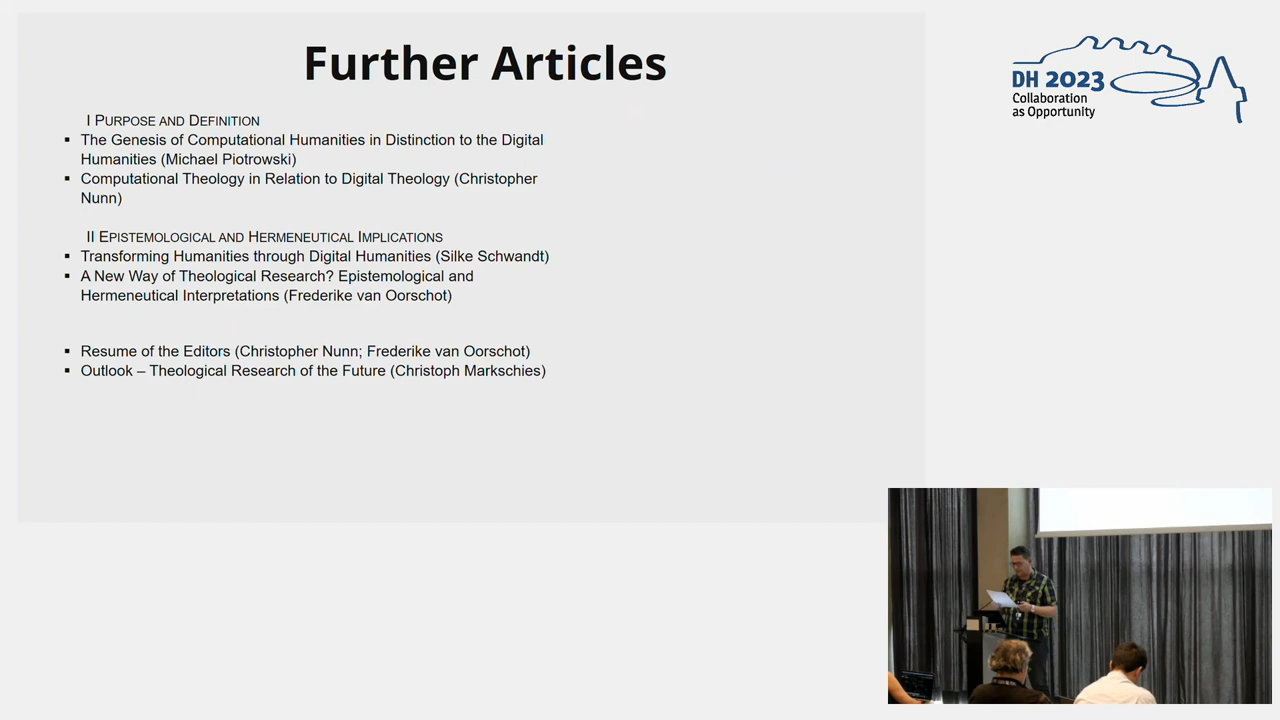 Further Articles
I PURPOSE AND DEFINITION
▪ The Genesis of Computational Humanities in Distinction to the Digital
Humanities (Michael Piotrowski)
▪ Computational Theology in Relation to Digital Theology (Christopher
Nunn)
II EPISTEMOLOGICAL AND HERMENEUTICAL IMPLICATIONS
▪ Transforming Humanities through Digital Humanities (Silke Schwandt)
▪ A New Way of Theological Research? Epistemological and
Hermeneutical Interpretations (Frederike van Oorschot)
▪ Resume of the Editors (Christopher Nunn; Frederike van Oorschot)
▪ Outlook – Theological Research of the Future (Christoph Markschies)
DH 2023
Collaboration
as Opportunity